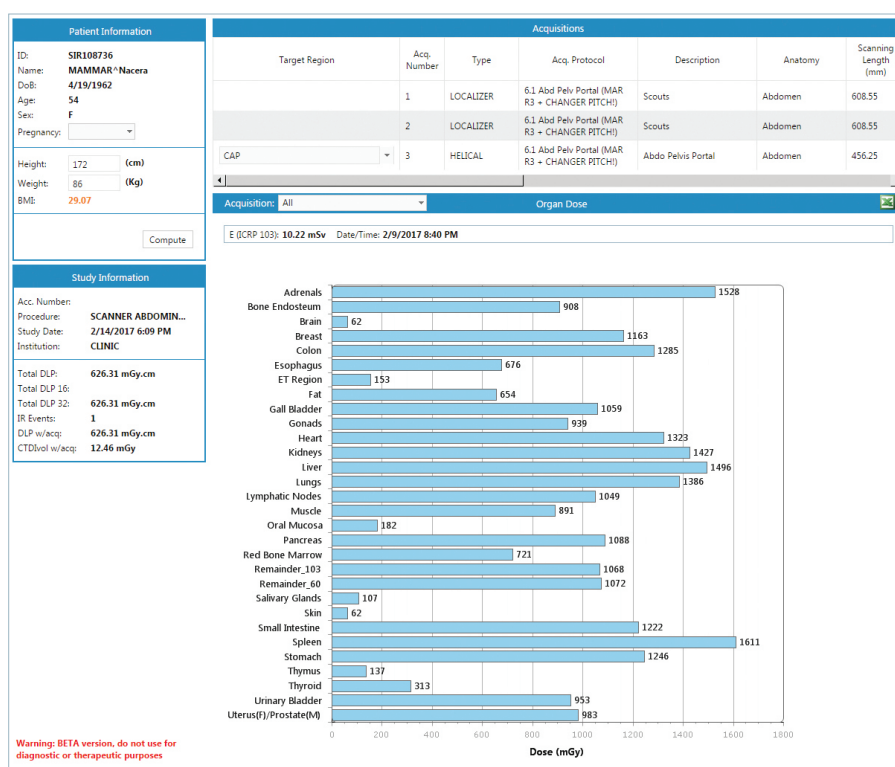 Patient Information
ID: SIR108736
Name: MAMMAR^Nacera
DoB: 4/19/1962
Age: 54
Sex: F
Pregnancy:
Height: 172 (cm)
Weight: 86 (Kg)
BMI: 29.07
Compute
Study Information
Acc. Number:
Procedure: SCANNER ABDOMIN...
Study Date: 2/14/2017 6:09 PM
Institution: CLINIC
Total DLP: 626.31 mGy.cm
Total DLP 16:
Total DLP 32: 626.31 mGy.cm
IR Events: 1
DLP w/acq: 626.31 mGy.cm
CTDIvol w/acq: 12.46 mGy
Warning: BETA version, do not use for
diagnostic or therapeutic purposes
Acquisitions
Target Region Acq. Number Type Acq. Protocol Description Anatomy Scanning Length (mm)
1 LOCALIZER 6.1 Abd Pelv Portal (MAR R3 + CHANGER PITCH!) Scouts Abdomen 608.55
2 LOCALIZER 6.1 Abd Pelv Portal (MAR R3 + CHANGER PITCH!) Scouts Abdomen 608.55
CAP 3 HELICAL 6.1 Abd Pelv Portal (MAR R3 + CHANGER PITCH!) Abdo Pelvis Portal Abdomen 456.25
Acquisition: All Organ Dose
E (ICRP 103): 10.22 mSv Date/Time: 2/9/2017 8:40 PM
Adrenals 1528
Bone Endosteum 908
Brain 62
Breast 1163
Colon 1285
Esophagus 676
ET Region 153
Fat 654
Gall Bladder 1059
Gonads 939
Heart 1323
Kidneys 1427
Liver 1496
Lungs 1386
Lymphatic Nodes 1049
Muscle 891
Oral Mucosa 182
Pancreas 1088
Red Bone Marrow 721
Remainder_103 1068
Remainder_60 1072
Salivary Glands 107
Skin 62
Small Intestine 1222
Spleen 1611
Stomach 1246
Thymus 137
Thyroid 313
Urinary Bladder 953
Uterus(F)/Prostate(M) 983
0 200 400 600 800 1000 1200 1400 1600 1800
Dose (mGy)